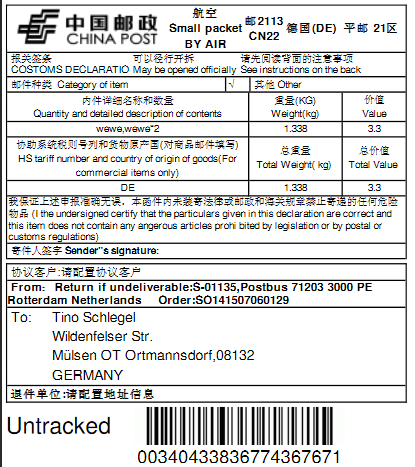 中国邮政
CHINA POST
航空
Small packet
BY AIR
邮2113
CN22
德国(DE) 平邮 21区
报关签条 可以径行开拆 请先阅读背面的注意事项
COSTOMS DECLARATIO May be opened officially See instructions on the back
邮件种类 Category of item √ 其他 Other
内件详细名称和数量 重量(KG) 价值
Quantity and detailed description of contents Weight(kg) Value
wewe,wewe*2 1.338 3.3
协助系统税则号列和货物原产国(对商品邮件填写) 总重量 总价值
HS tariff number and country of origin of goods(For Total Weight( kg) Total Value
commercial items only)
DE 1.338 3.3
我保证上述申报准确无误，本函件内未装寄法律或邮政和海关规章禁止寄递的任何危险
物品 (I the undersigned certify that the particulars given in this declaration are correct and
this item does not contain any angerous articles prohi bited by legislation or by postal or
customs regulations)
寄件人签字 Sender"s signature:
协议客户:请配置协议客户
From: Return if undeliverable:S-01135,Postbus 71203 3000 PE
Rotterdam Netherlands Order:SO141507060129
To: Tino Schlegel
Wildenfelser Str.
Mülsen OT Ortmannsdorf,08132
GERMANY
退件单位:请配置地址信息
Untracked
00340433836774367671